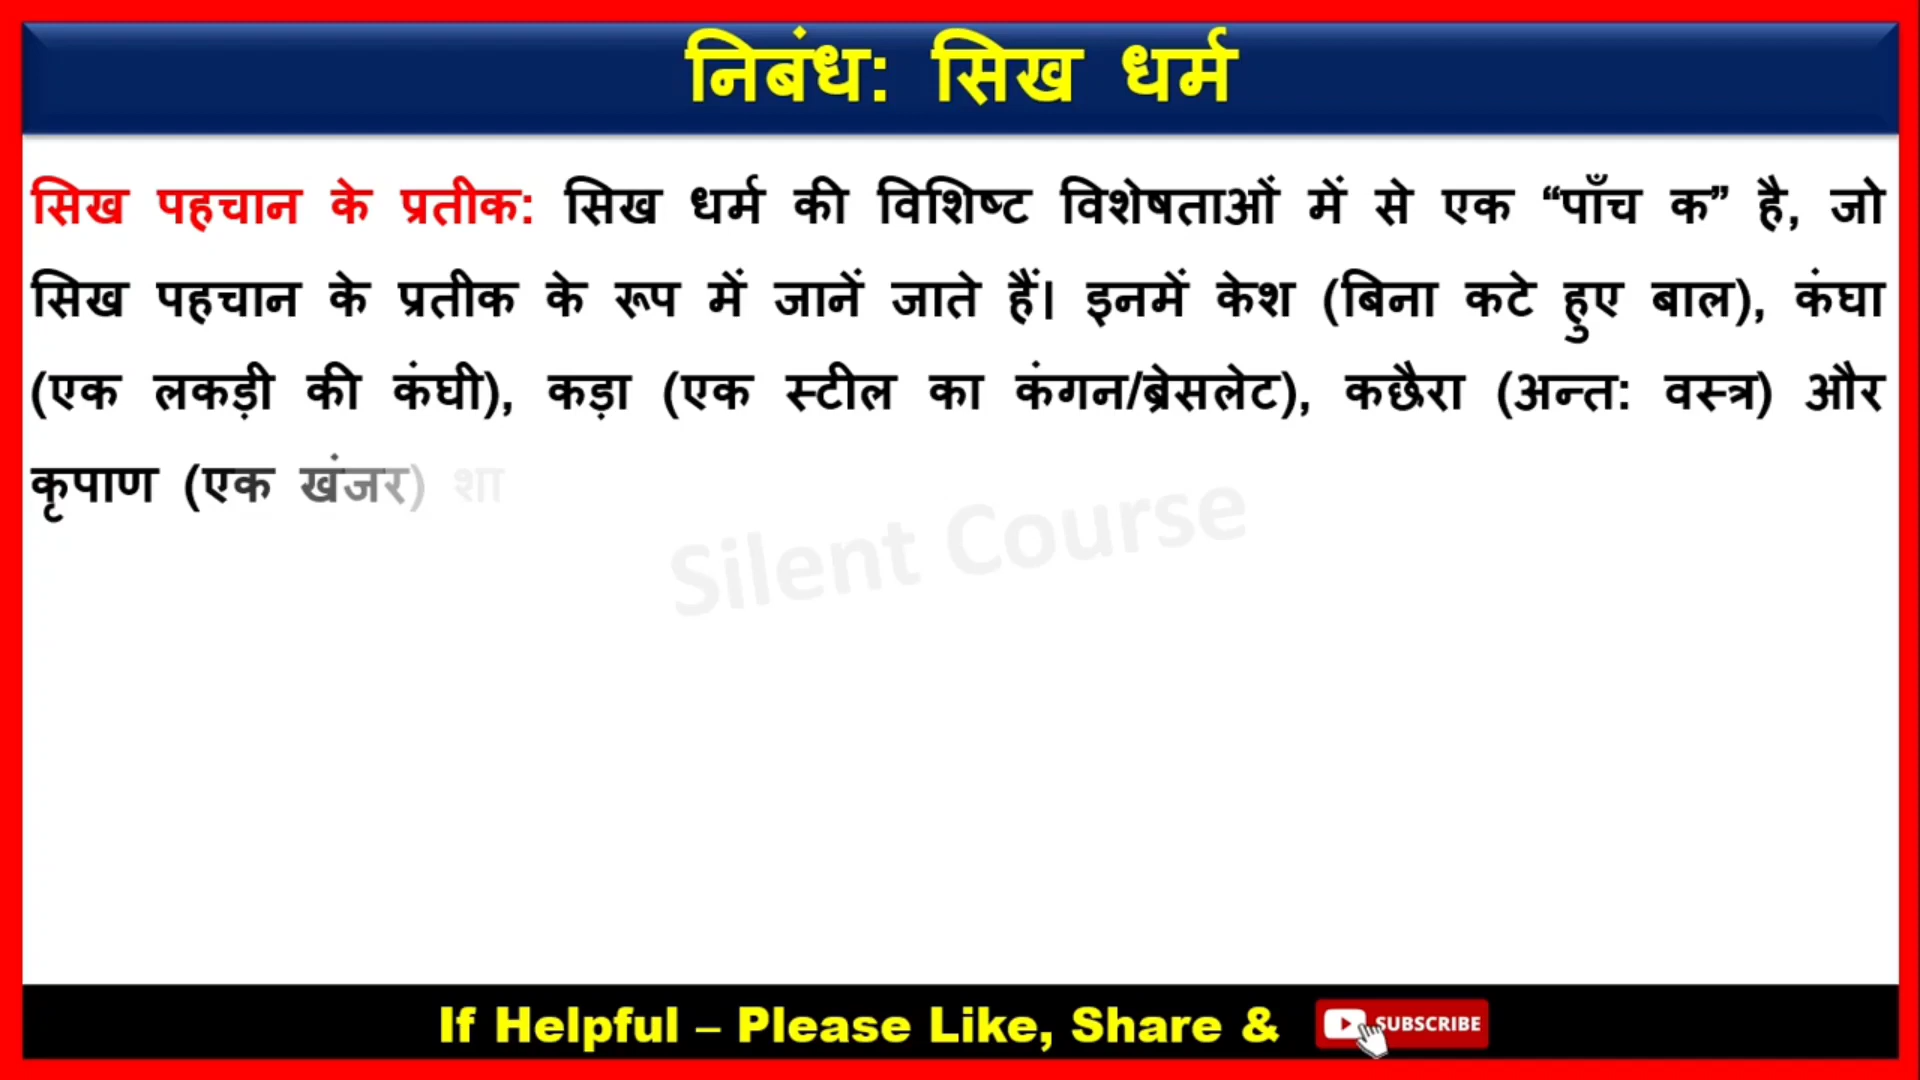 निबंध: सिख धर्म
सिख पहचान के प्रतीक: सिख धर्म की विशिष्ट विशेषताओं में से एक “पाँच क” है, जो
सिख पहचान के प्रतीक के रूप में जानें जाते हैं। इनमें केश (बिना कटे हुए बाल), कंघा
(एक लकड़ी की कंघी), कड़ा (एक स्टील का कंगन/ब्रेसलेट), कछैरा (अन्त: वस्त्र) और
कृपाण (एक खंजर) शा
Silent Course
If Helpful – Please Like, Share &
SUBSCRIBE